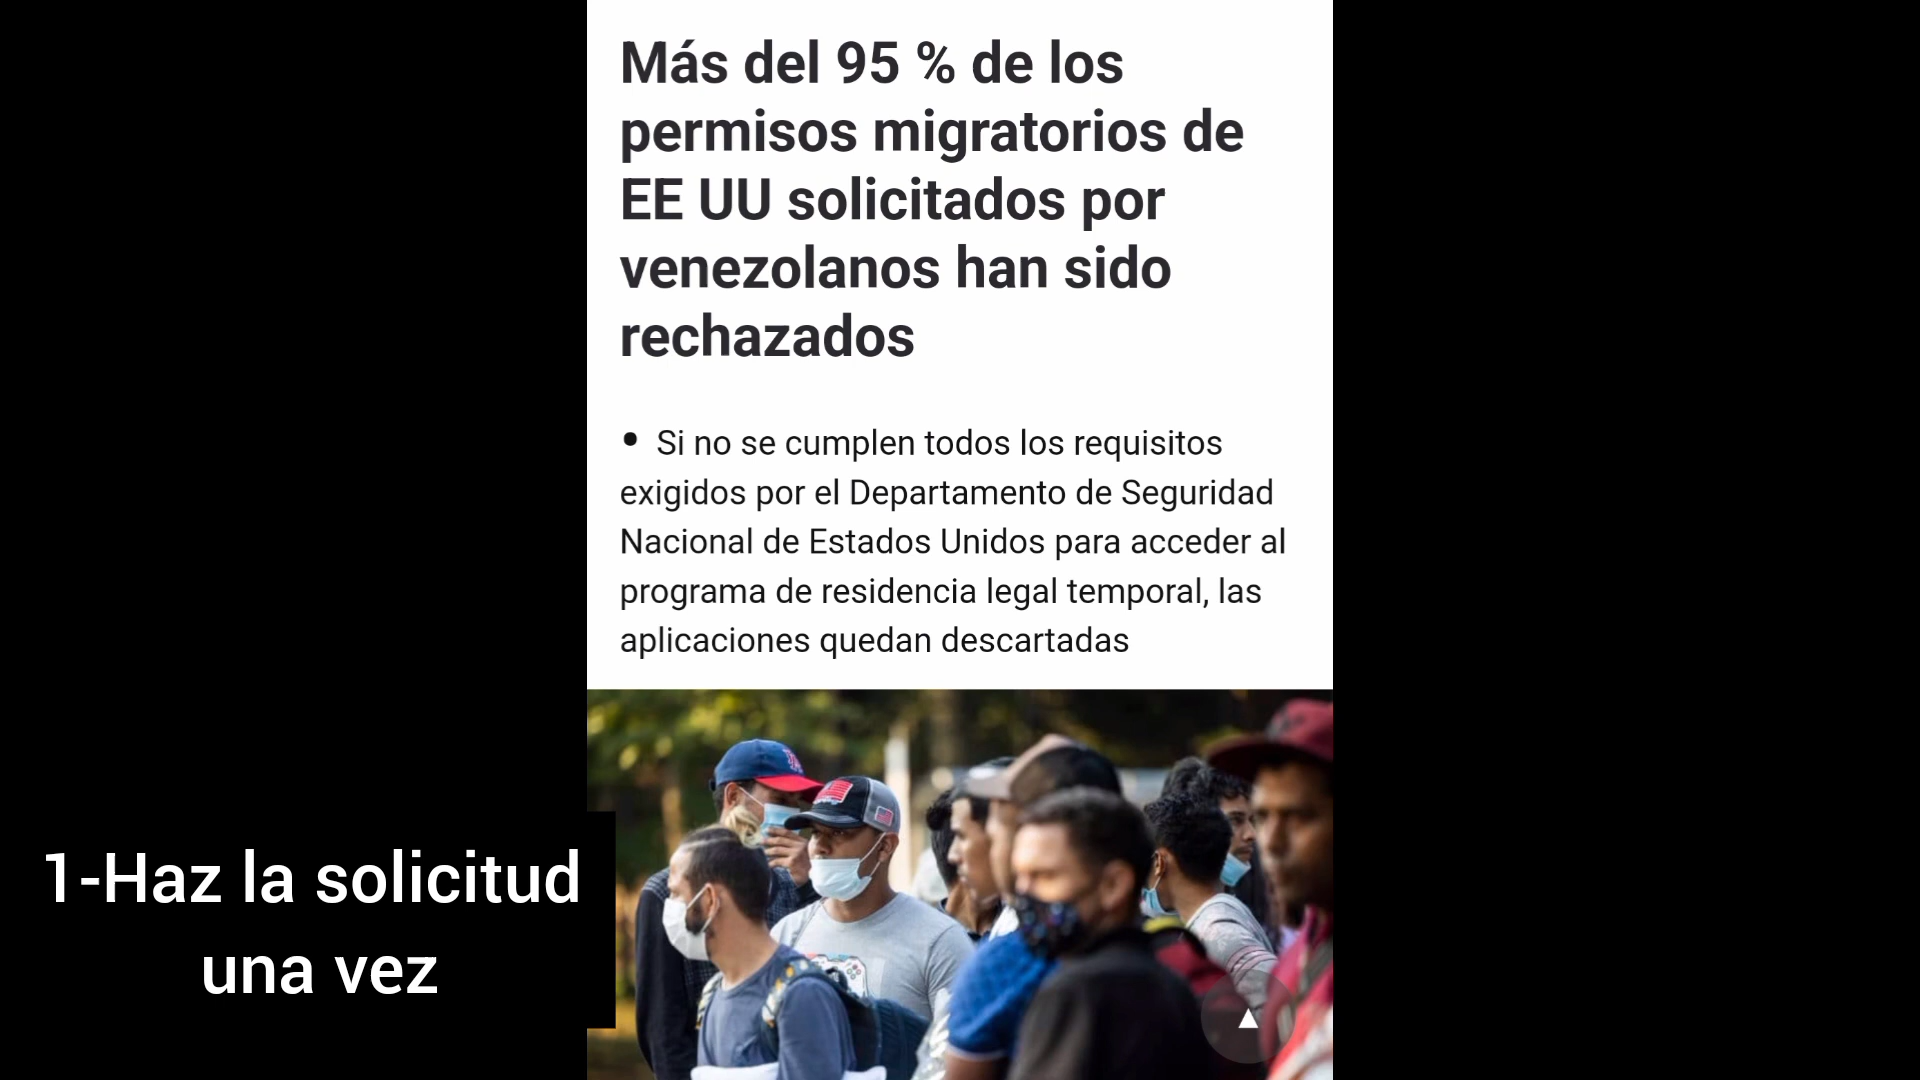 Más del 95 % de los
permisos migratorios de
EE UU solicitados por
venezolanos han sido
rechazados
• Si no se cumplen todos los requisitos
exigidos por el Departamento de Seguridad
Nacional de Estados Unidos para acceder al
programa de residencia legal temporal, las
aplicaciones quedan descartadas
1-Haz la solicitud
una vez